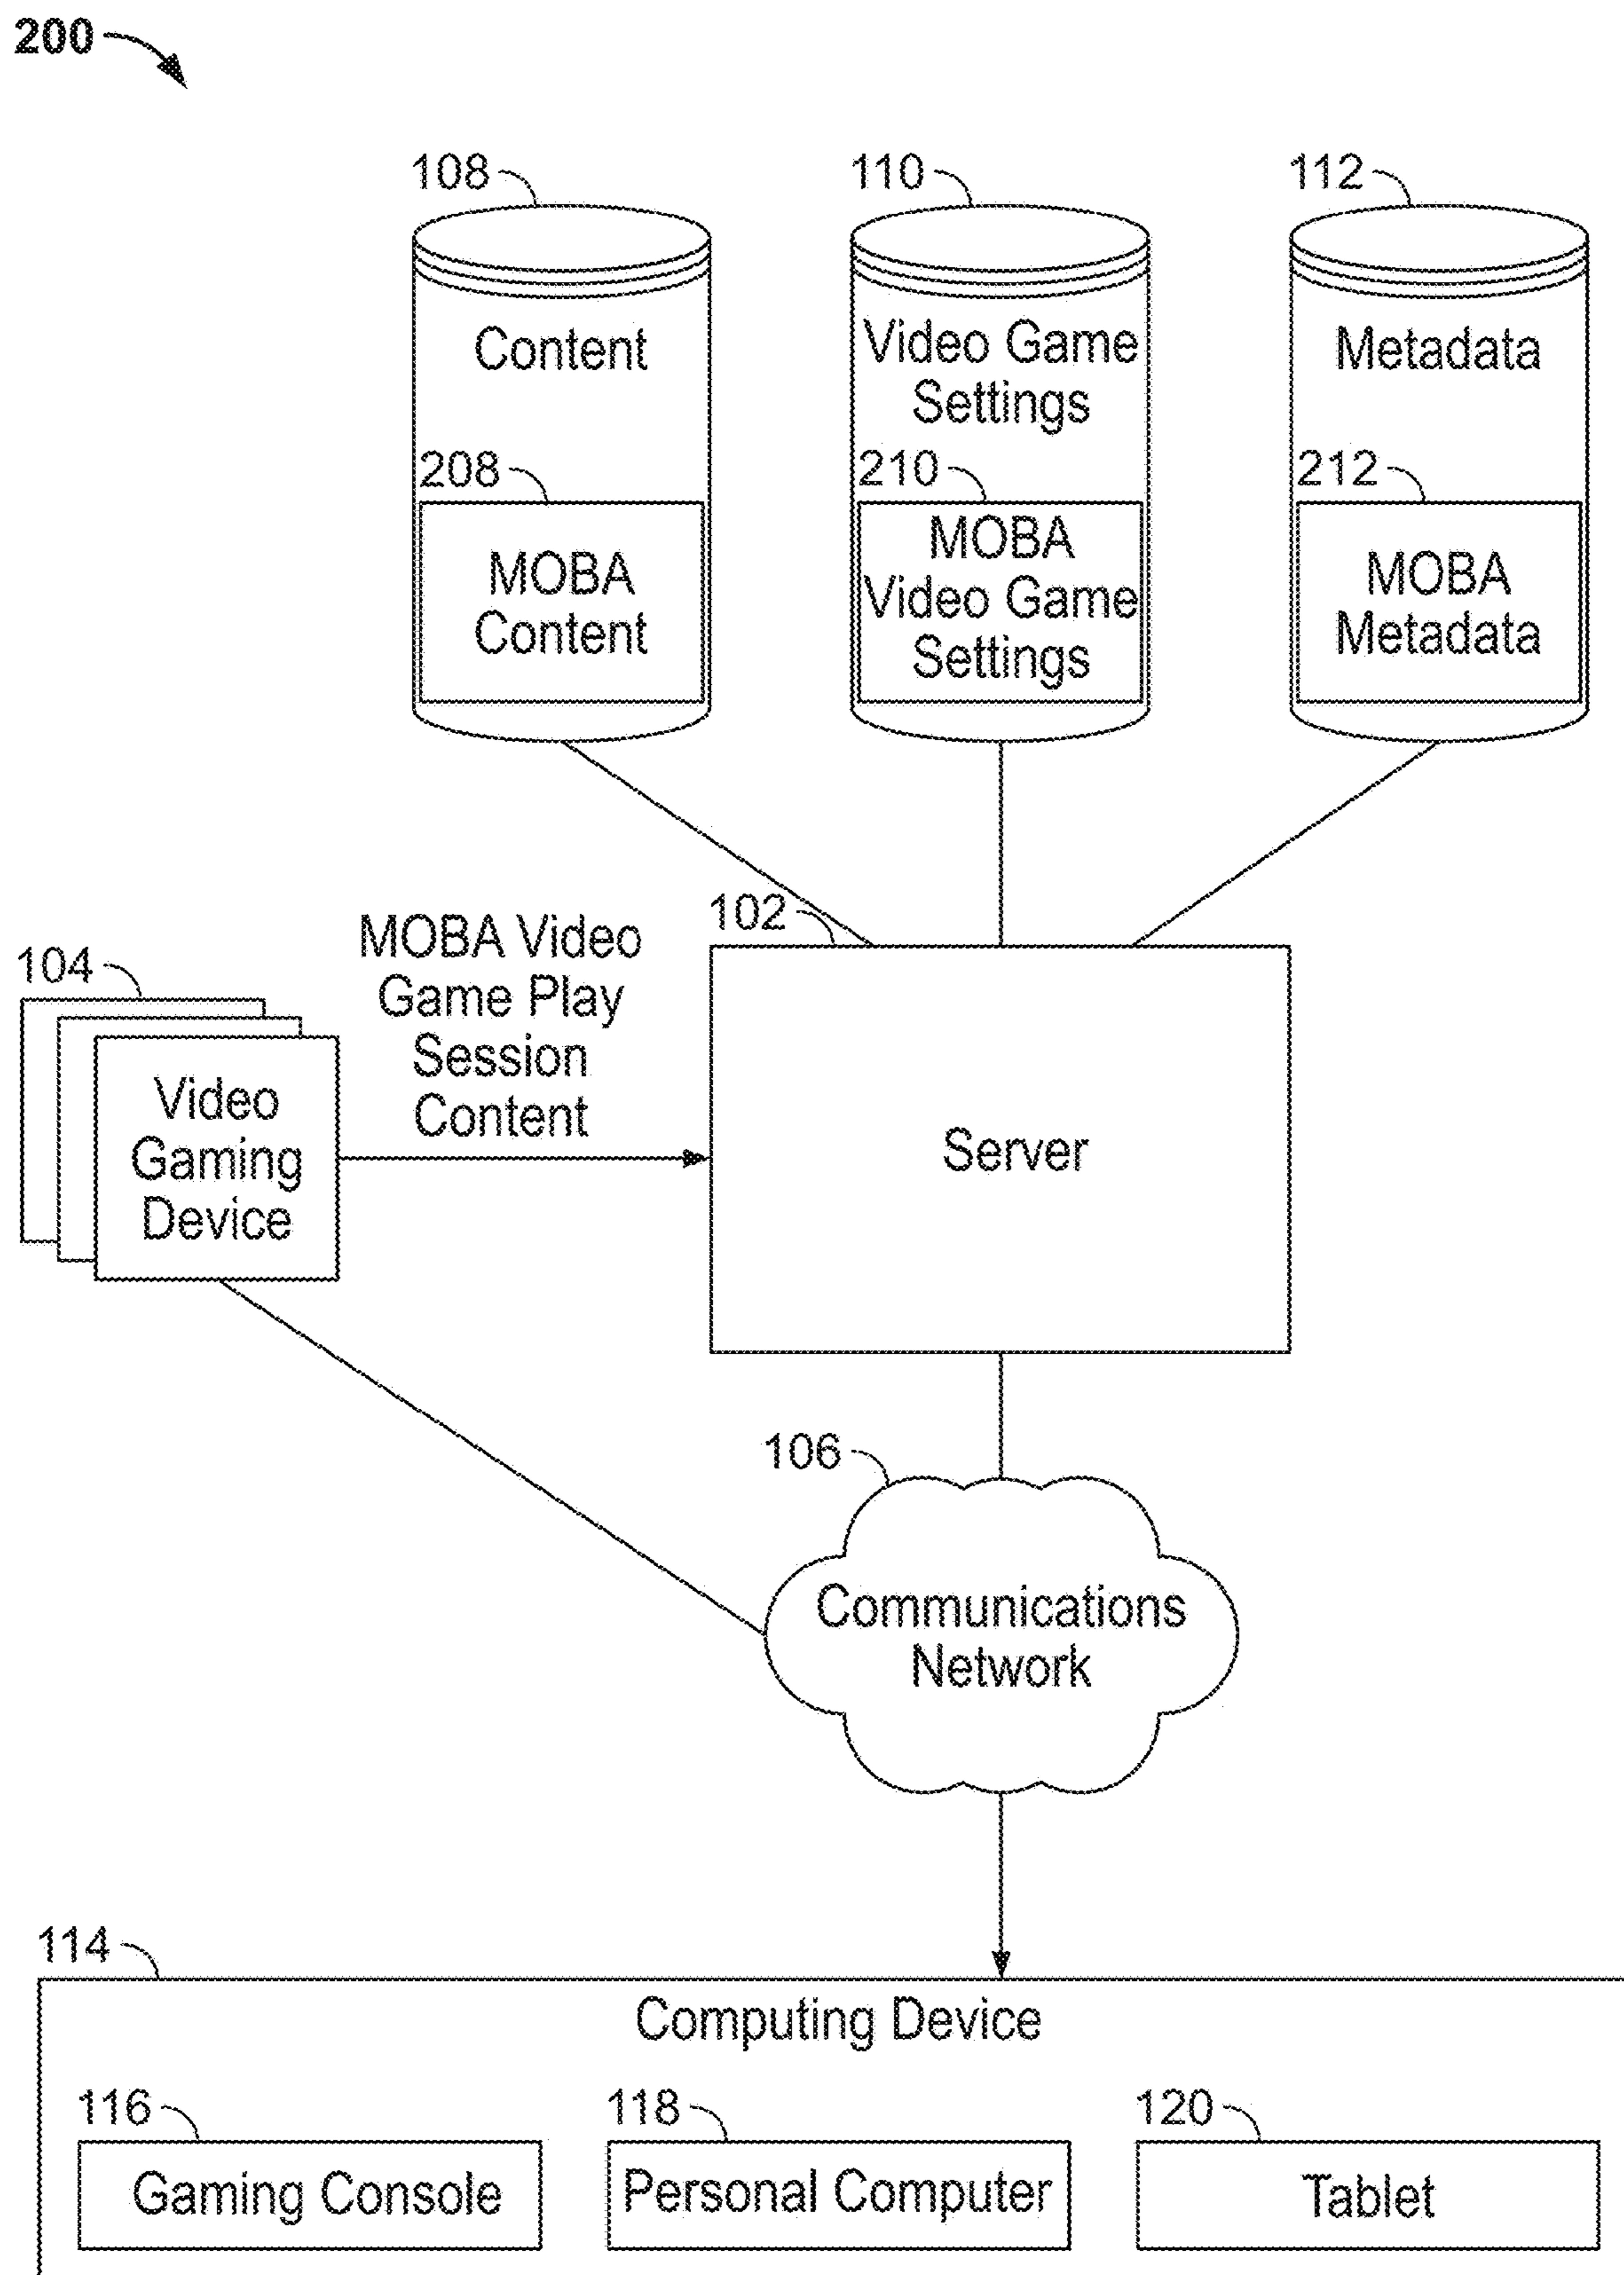 200
108
110
112
Content
Video Game
Settings
Metadata
208
210
212
MOBA
Content
MOBA
Video Game
Settings
MOBA
Metadata
102
MOBA Video
Game Play
Session
Content
104
Video
Gaming
Device
Server
106
Communications
Network
114
Computing Device
116
118
120
Gaming Console
Personal Computer
Tablet